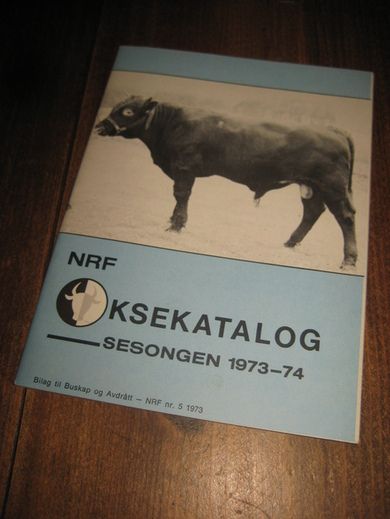 NRF
OKSEKATALOG
SESONGEN 1973-74
Bilag til Buskap og Avdrått - NRF nr. 5 1973